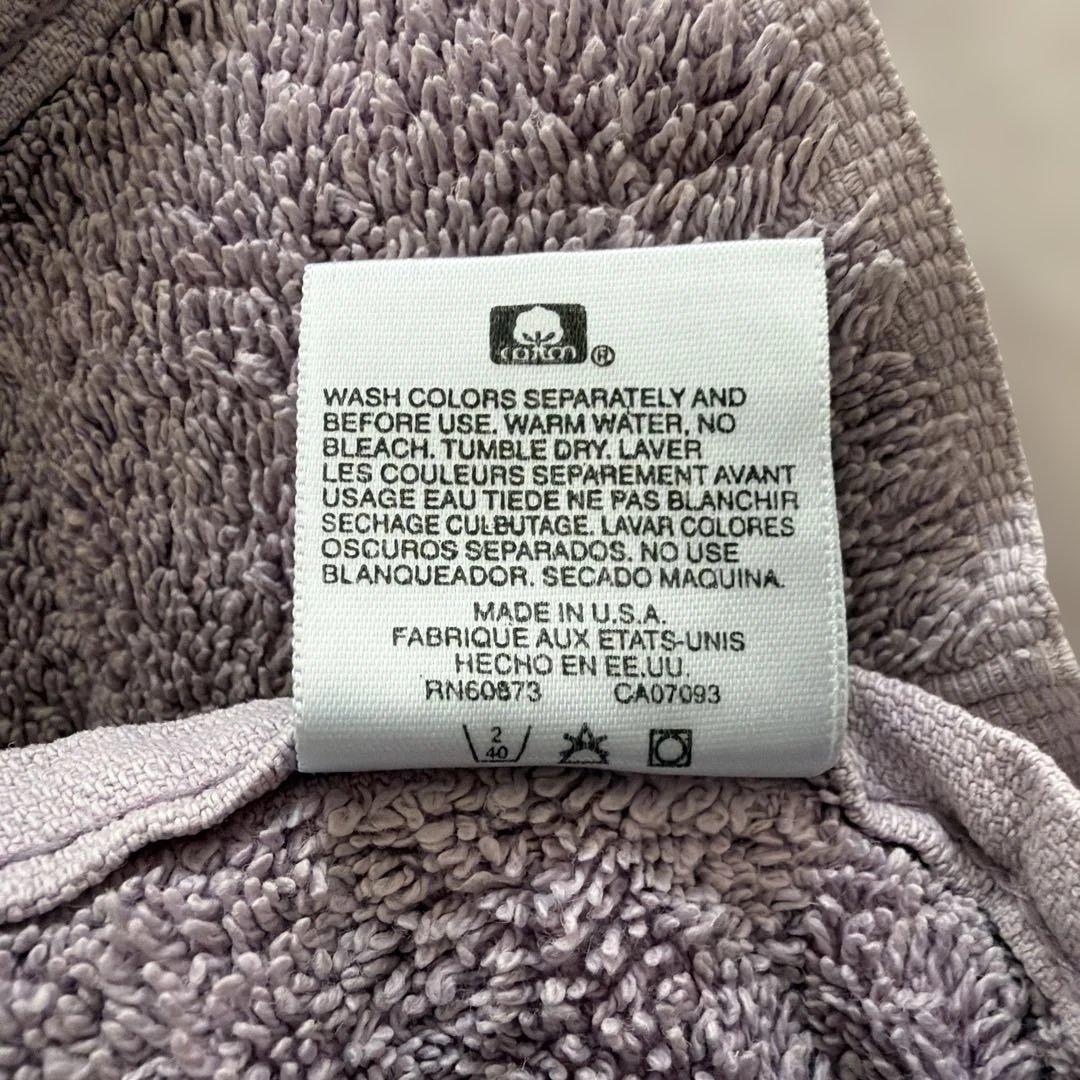 cotton ®
WASH COLORS SEPARATELY AND
BEFORE USE. WARM WATER, NO
BLEACH. TUMBLE DRY. LAVER
LES COULEURS SEPAREMENT AVANT
USAGE EAU TIEDE NE PAS BLANCHIR
SECHAGE CULBUTAGE. LAVAR COLORES
OSCUROS SEPARADOS. NO USE
BLANQUEADOR. SECADO MAQUINA.
MADE IN U.S.A.
FABRIQUE AUX ETATS-UNIS
HECHO EN EE.UU.
RN60873 CA07093
2
40